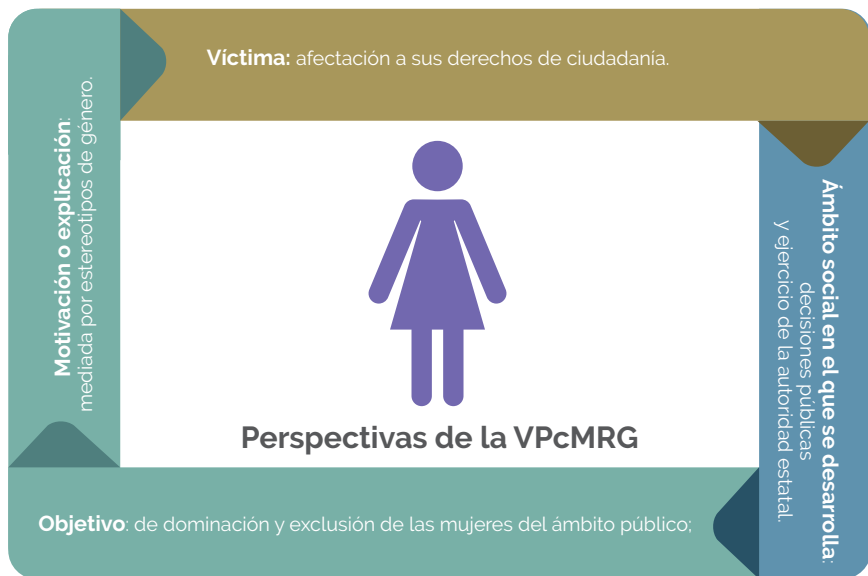 Víctima: afectación a sus derechos de ciudadanía.
Ámbito social en el que se desarrolla:
decisiones públicas
y ejercicio de la autoridad estatal.
Objetivo: de dominación y exclusión de las mujeres del ámbito público;
Motivación o explicación:
mediada por estereotipos de género.
Perspectivas de la VPcMRG